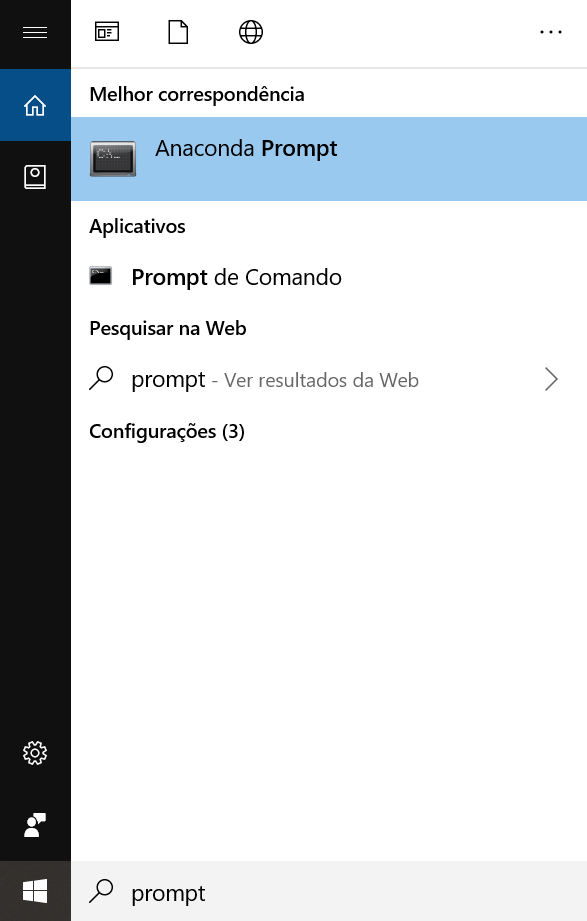 Melhor correspondência
Anaconda Prompt
Aplicativos
Prompt de Comando
Pesquisar na Web
prompt - Ver resultados da Web
Configurações (3)
prompt